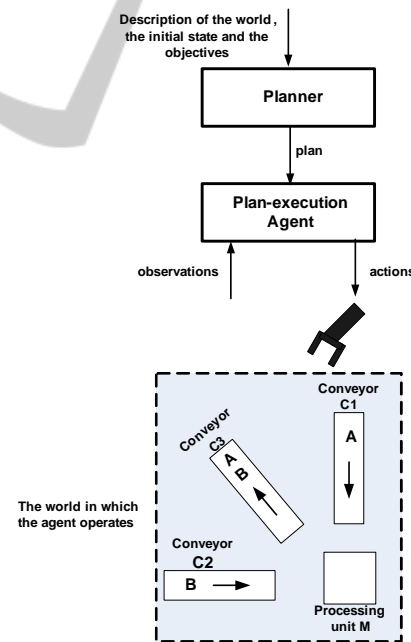 Description of the world ,
the initial state and the
objectives
Planner
plan
Plan-execution
Agent
observations
actions
Conveyor
C1
A
Conveyor
C3
A
B
The world in which
the agent operates
Conveyor
C2
B
Processing
unit M